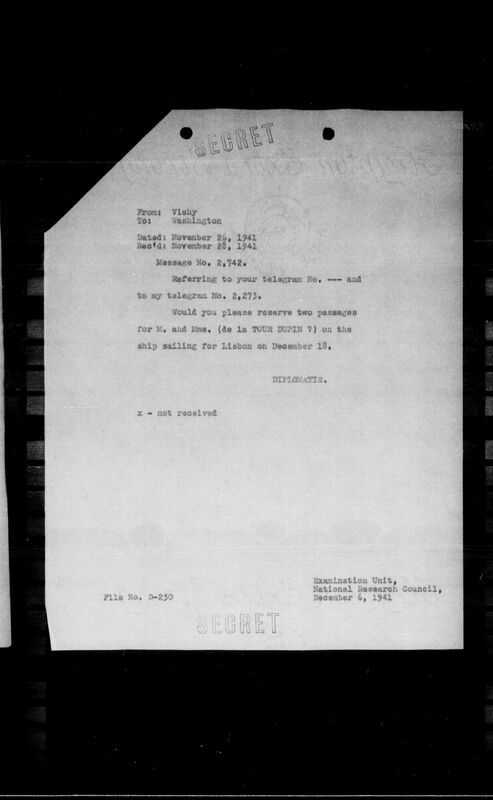 SECRET
From: Vichy
To: Washington
Dated: November 26, 1941
Rec'd: November 28, 1941
Message No. 2,742.
Referring to your telegram No. --- and
to my telegram No. 2,273.
Would you please reserve two passages
for M. and Mme. (de la TOUR DUPIN ?) on the
ship sailing for Lisbon on December 18.
DIPLOMATIE.
x - not received
Examination Unit,
National Research Council,
File No. D-250
December 6, 1941
SECRET